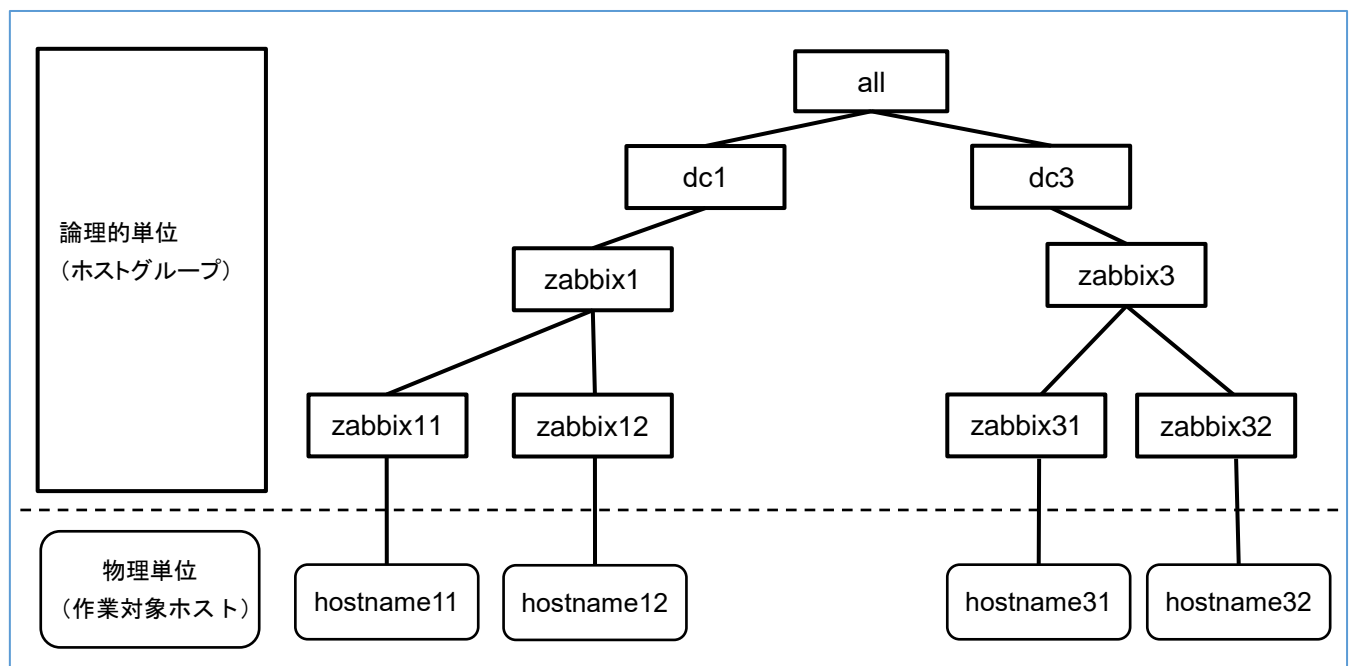 all
dc1
dc3
論理的単位
（ホストグループ）
zabbix1
zabbix3
zabbix11
zabbix12
zabbix31
zabbix32
物理単位
（作業対象ホスト）
hostname11
hostname12
hostname31
hostname32